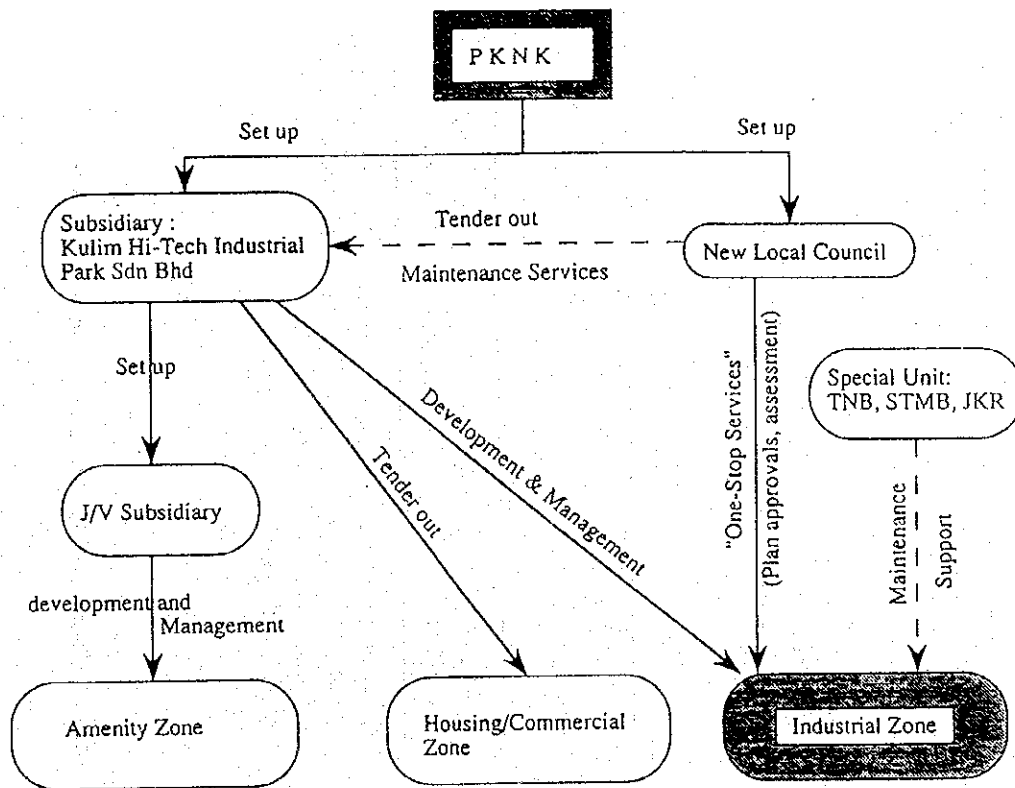 PKNK
Set up
Set up
Subsidiary :
Kulim Hi-Tech Industrial
Park Sdn Bhd
Tender out
Maintenance Services
New Local Council
Set up
Tender out
Development & Management
"One-Stop Services"
(Plan approvals, assessment)
Special Unit:
TNB, STMB, JKR
J/V Subsidiary
Maintenance
Support
development and
Management
Amenity Zone
Housing/Commercial
Zone
Industrial Zone